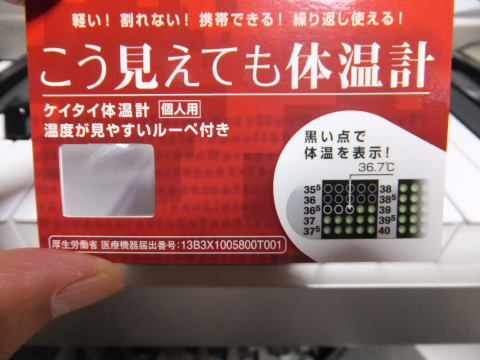 軽い! 割れない! 携帯できる! 繰り返し使える!
こう見えても体温計
ケイタイ体温計 個人用
温度が見やすいルーペ付き
黒い点で
体温を表示!
36.7℃
35⁵ 38
36 38⁵
36⁵ 39
37 39⁵
37⁵ 40
厚生労働省 医療機器届出番号:13B3X1005800T001